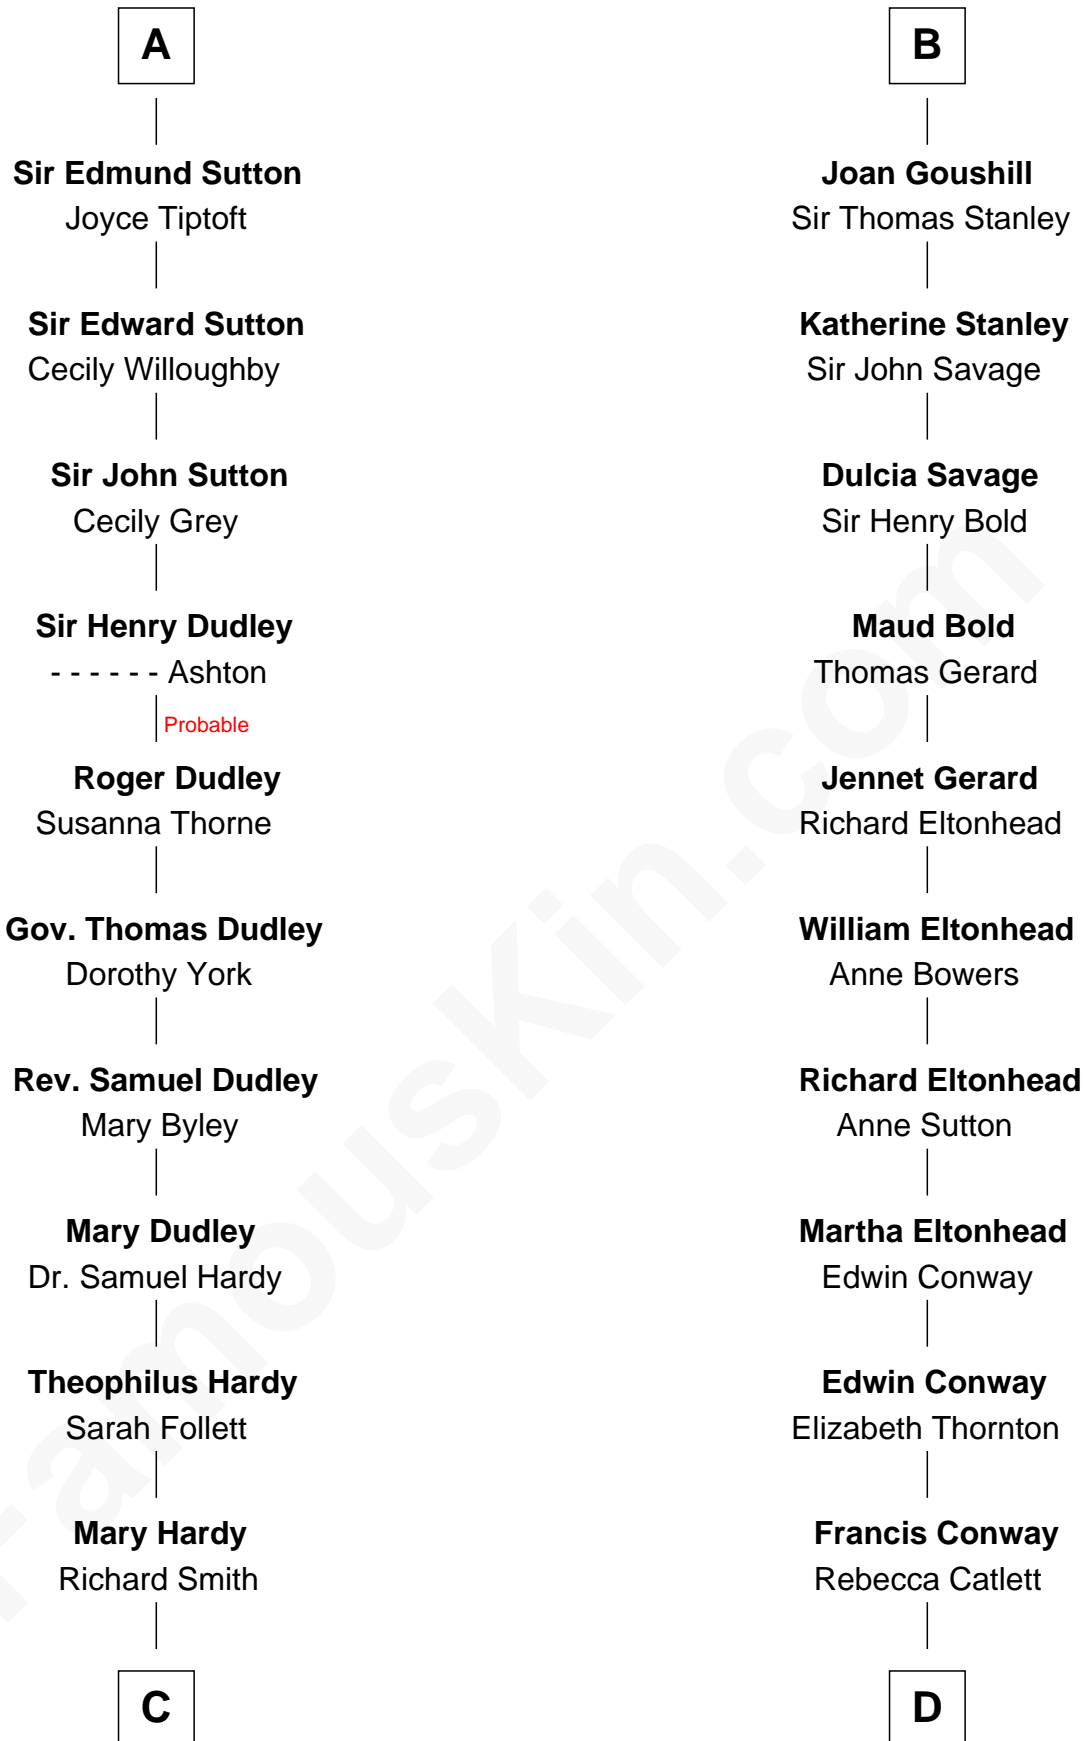 A
Sir Edmund Sutton
Joyce Tiptoft
Sir Edward Sutton
Cecily Willoughby
Sir John Sutton
Cecily Grey
Sir Henry Dudley
- - - - - - Ashton
Probable
Roger Dudley
Susanna Thorne
Gov. Thomas Dudley
Dorothy York
Rev. Samuel Dudley
Mary Byley
Mary Dudley
Dr. Samuel Hardy
Theophilus Hardy
Sarah Follett
Mary Hardy
Richard Smith
C
B
Joan Goushill
Sir Thomas Stanley
Katherine Stanley
Sir John Savage
Dulcia Savage
Sir Henry Bold
Maud Bold
Thomas Gerard
Jennet Gerard
Richard Eltonhead
William Eltonhead
Anne Bowers
Richard Eltonhead
Anne Sutton
Martha Eltonhead
Edwin Conway
Edwin Conway
Elizabeth Thornton
Francis Conway
Rebecca Catlett
D
FamousKin.com